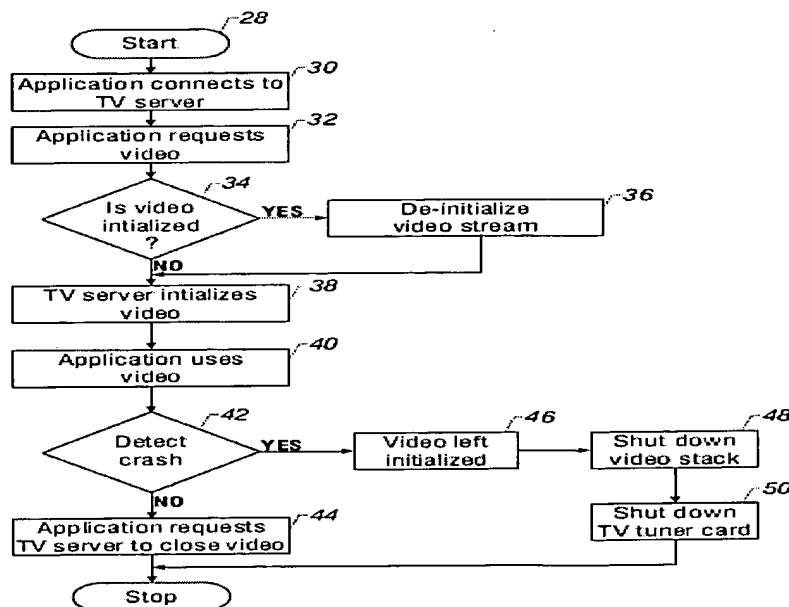 28
Start
30
Application connects to
TV server
32
Application requests
video
34
Is video
intialized
?
YES
36
De-initialize
video stream
NO
38
TV server intializes
video
40
Application uses
video
42
Detect
crash
YES
46
Video left
initialized
48
Shut down
video stack
50
Shut down
TV tuner card
NO
44
Application requests
TV server to close video
Stop